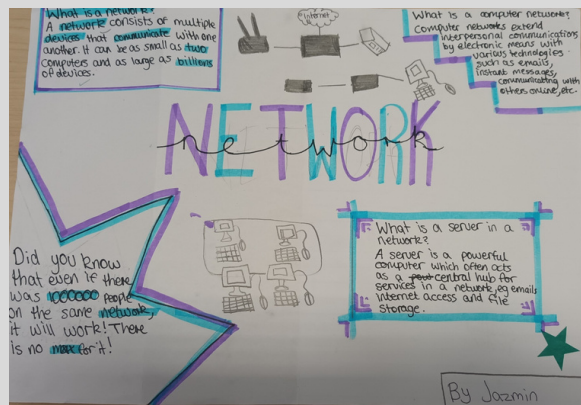 What is a network?
A network consists of multiple
devices that communicate with one
another. It can be as small as two
computers and as large as billions
of devices.
Internet
What is a computer network?
computer networks extend
interpersonal communications
by electronic means with
various technologies
such as emails,
instant messages,
communicating with
others online, etc.
NETWORK
network
What is a server in a
network?
A server is a powerful
computer which often acts
as a central hub for
services in a network, eg emails
internet access and file
storage.
Did you know
that even if there
was 1000000 people
on the same network,
it will work! There
is no max for it!
By Jazmin